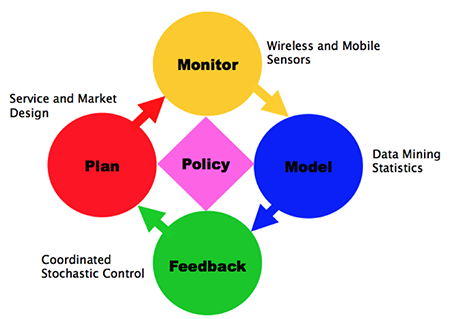 Monitor
Wireless and Mobile
Sensors
Service and Market
Design
Plan
Policy
Model
Data Mining
Statistics
Coordinated
Stochastic Control
Feedback